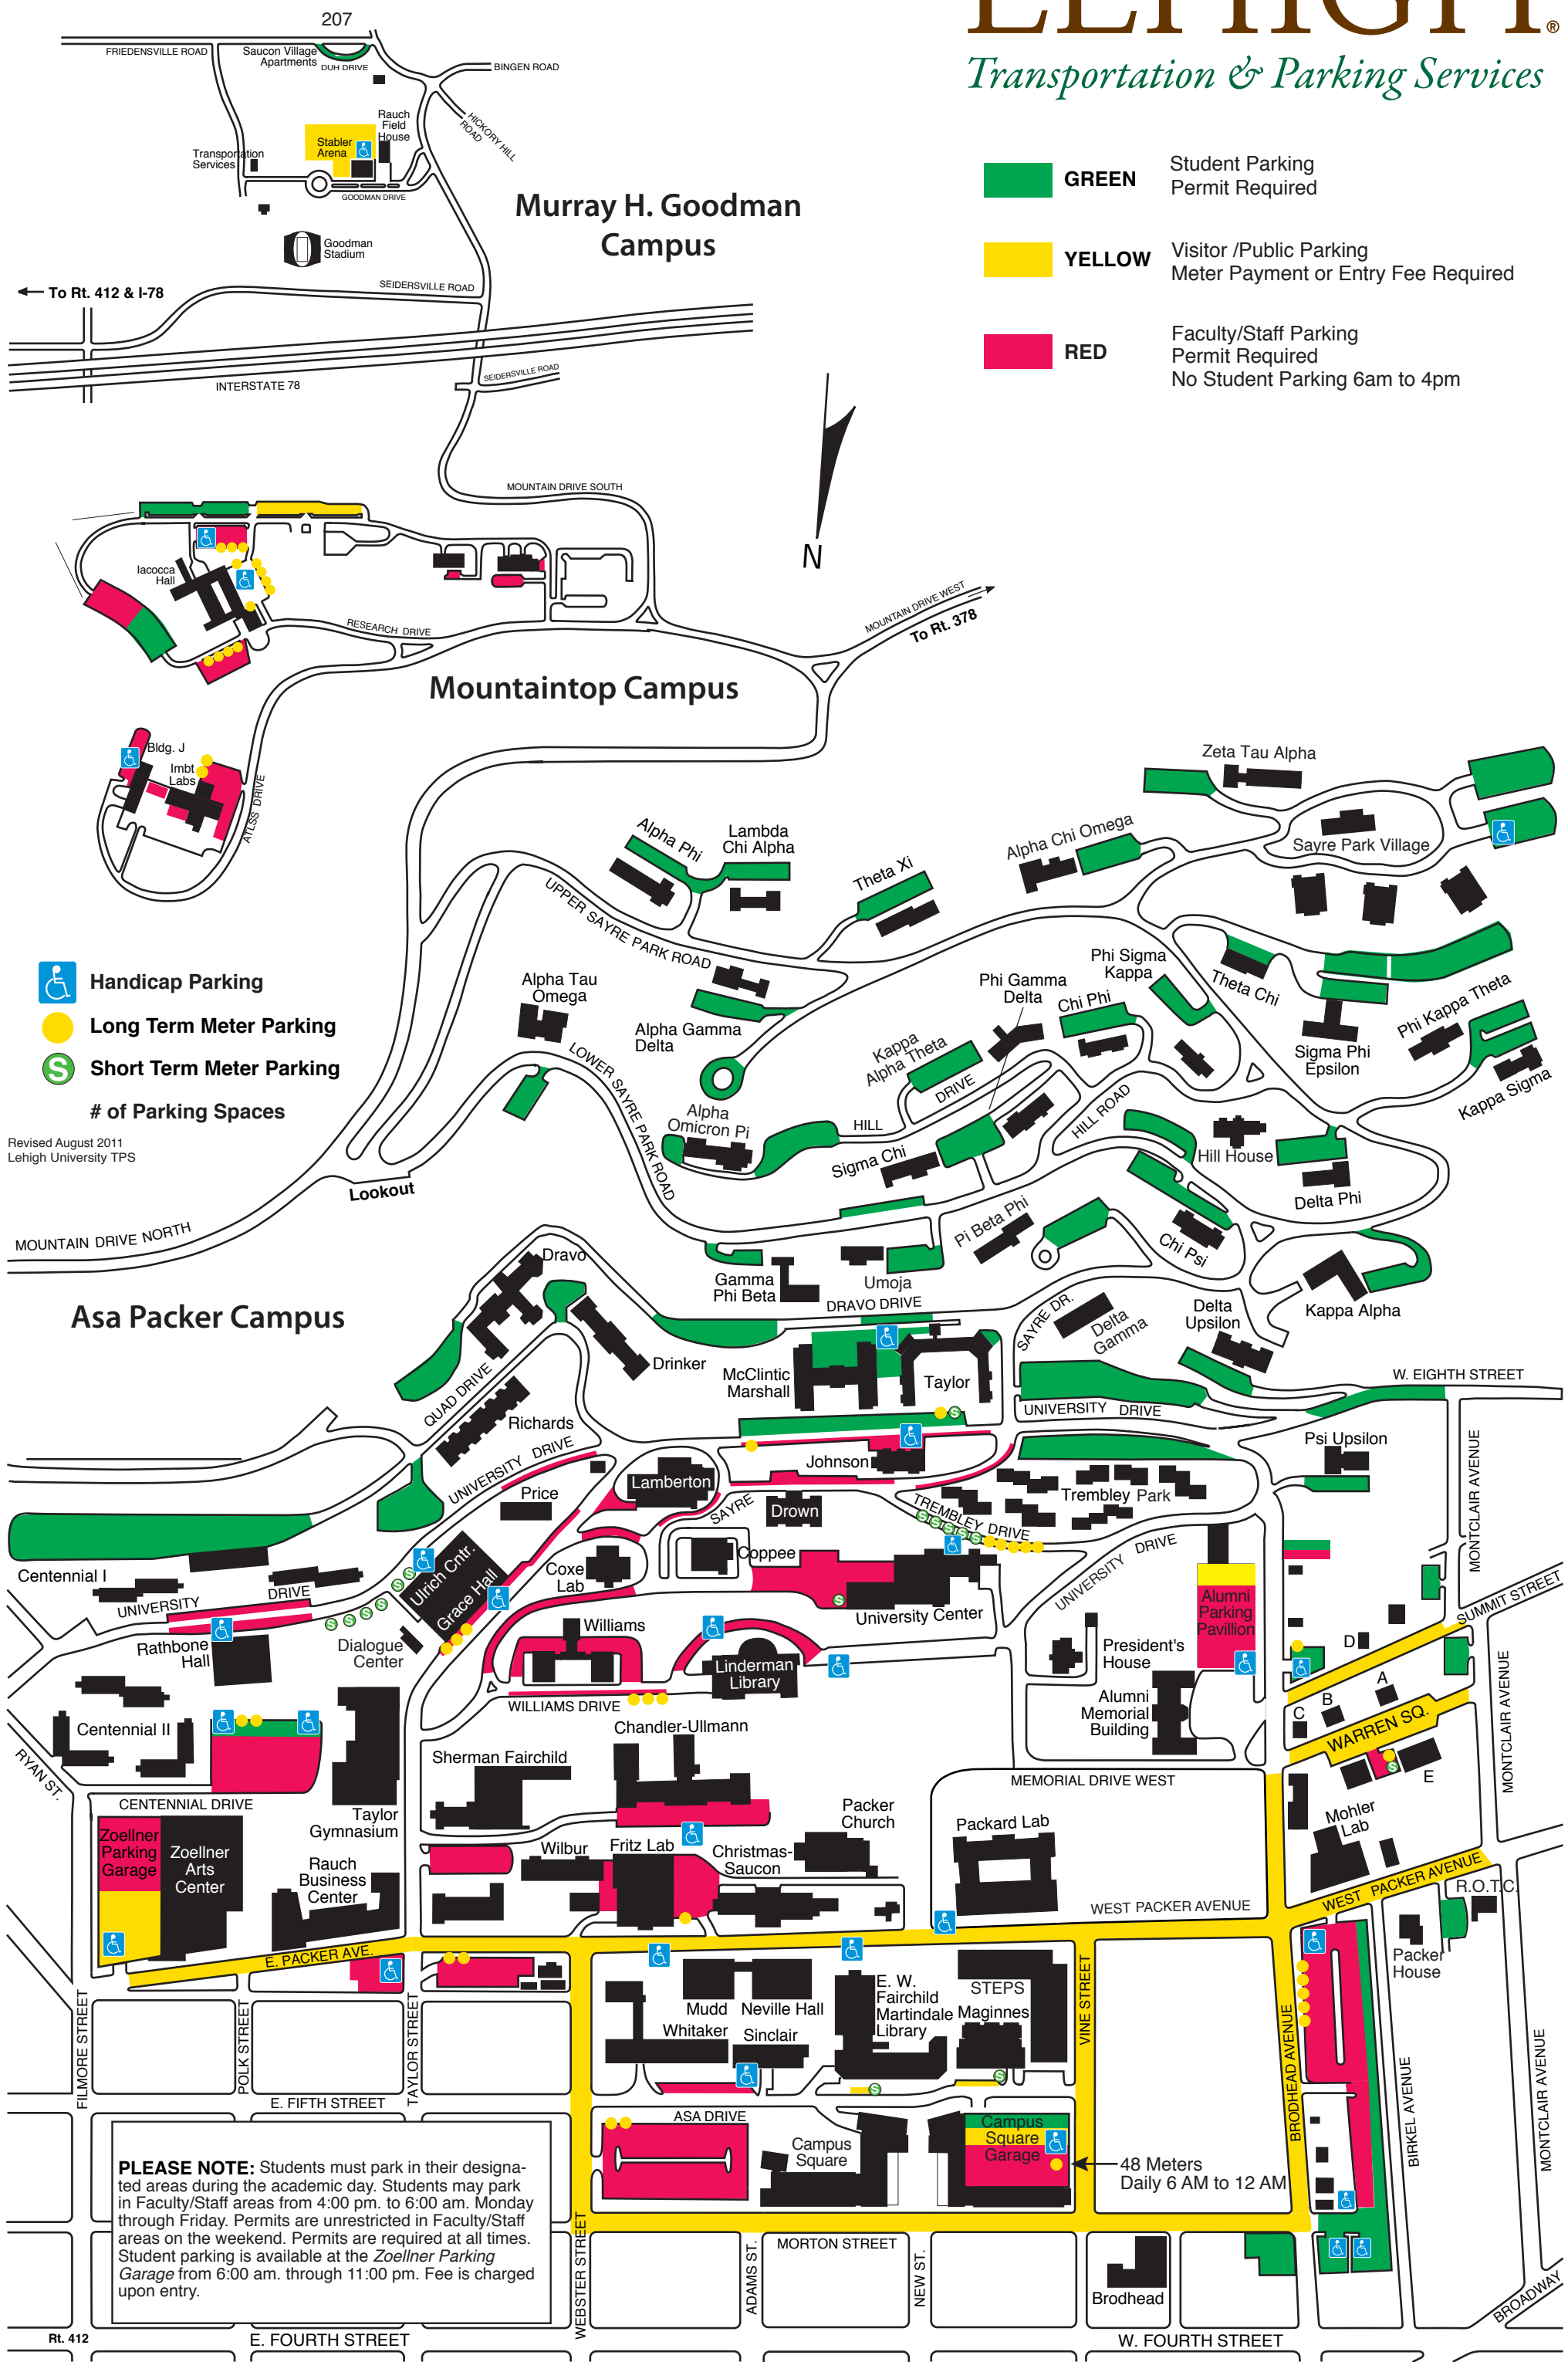 LEHIGH®
Transportation & Parking Services
GREEN
Student Parking
Permit Required
YELLOW
Visitor /Public Parking
Meter Payment or Entry Fee Required
RED
Faculty/Staff Parking
Permit Required
No Student Parking 6am to 4pm
207
FRIEDENSVILLE ROAD
Saucon Village
Apartments
DUH DRIVE
BINGEN ROAD
HICKORY HILL
ROAD
Rauch
Field
House
Stabler
Arena
Transportation
Services
GOODMAN DRIVE
Murray H. Goodman
Campus
Goodman
Stadium
To Rt. 412 & I-78
SEIDERSVILLE ROAD
INTERSTATE 78
SEIDERSVILLE ROAD
MOUNTAIN DRIVE SOUTH
N
Iacocca
Hall
RESEARCH DRIVE
MOUNTAIN DRIVE WEST
To Rt. 378
Mountaintop Campus
Bldg. J
Imbt
Labs
ATLSS DRIVE
Zeta Tau Alpha
Sayre Park Village
Alpha Chi Omega
Alpha Phi
Lambda
Chi Alpha
Theta Xi
UPPER SAYRE PARK ROAD
Handicap Parking
Long Term Meter Parking
S
Short Term Meter Parking
# of Parking Spaces
Revised August 2011
Lehigh University TPS
Alpha Tau
Omega
Alpha Gamma
Delta
Phi Gamma
Delta
Phi Sigma
Kappa
Chi Phi
Theta Chi
Sigma Phi
Epsilon
Phi Kappa Theta
Kappa Sigma
Kappa
Alpha Theta
LOWER SAYRE PARK ROAD
Alpha
Omicron Pi
HILL
DRIVE
HILL ROAD
Sigma Chi
Hill House
Delta Phi
Lookout
MOUNTAIN DRIVE NORTH
Pi Beta Phi
Chi Psi
Gamma
Phi Beta
Umoja
Kappa Alpha
Asa Packer Campus
Dravo
DRAVO DRIVE
SAYRE DR.
Delta
Gamma
Delta
Upsilon
Drinker
McClintic
Marshall
Taylor
W. EIGHTH STREET
QUAD DRIVE
Richards
UNIVERSITY DRIVE
UNIVERSITY DRIVE
S
Psi Upsilon
MONTCLAIR AVENUE
Johnson
Lamberton
Price
SAYRE
Drown
TREMBLEY DRIVE
S S S S S
Trembley Park
UNIVERSITY DRIVE
Coppee
Coxe
Lab
Ulrich Cntr.
Grace Hall
S S
S S S S
Centennial I
UNIVERSITY
DRIVE
Rathbone
Hall
Dialogue
Center
S
University Center
Alumni
Parking
Pavillion
SUMMIT STREET
D
Williams
Linderman
Library
President's
House
WILLIAMS DRIVE
Alumni
Memorial
Building
A
B
C
WARREN SQ.
S
E
MONTCLAIR AVENUE
Centennial II
RYAN ST.
Chandler-Ullmann
Sherman Fairchild
MEMORIAL DRIVE WEST
CENTENNIAL DRIVE
Taylor
Gymnasium
Packer
Church
Packard Lab
Mohler
Lab
Zoellner
Parking
Garage
Zoellner
Arts
Center
Rauch
Business
Center
Wilbur
Fritz Lab
Christmas-
Saucon
WEST PACKER AVENUE
WEST PACKER AVENUE
R.O.T.C.
Packer
House
E. PACKER AVE.
FILMORE STREET
POLK STREET
TAYLOR STREET
Mudd
Neville Hall
Whitaker
Sinclair
E. W.
Fairchild
Martindale
Library
STEPS
Maginnes
VINE STREET
BRODHEAD AVENUE
BIRKEL AVENUE
MONTCLAIR AVENUE
S
S
E. FIFTH STREET
ASA DRIVE
Campus
Square
Campus
Square
Garage
48 Meters
Daily 6 AM to 12 AM
PLEASE NOTE: Students must park in their designa-
ted areas during the academic day. Students may park
in Faculty/Staff areas from 4:00 pm. to 6:00 am. Monday
through Friday. Permits are unrestricted in Faculty/Staff
areas on the weekend. Permits are required at all times.
Student parking is available at the Zoellner Parking
Garage from 6:00 am. through 11:00 pm. Fee is charged
upon entry.
WEBSTER STREET
MORTON STREET
ADAMS ST.
NEW ST.
Brodhead
BROADWAY
Rt. 412
E. FOURTH STREET
W. FOURTH STREET